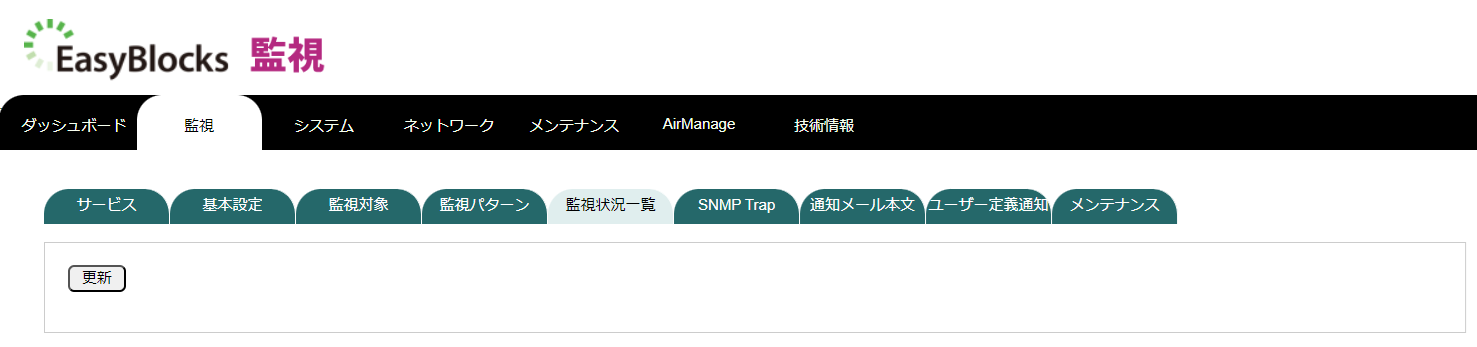 EasyBlocks 監視
ダッシュボード 監視 システム ネットワーク メンテナンス AirManage 技術情報
サービス 基本設定 監視対象 監視パターン 監視状況一覧 SNMP Trap 通知メール本文 ユーザー定義通知 メンテナンス
更新